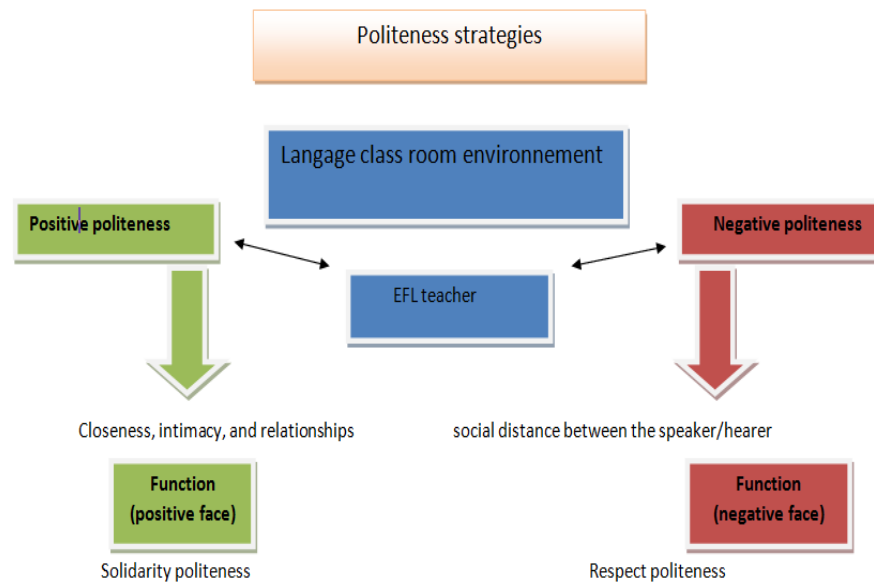 Politeness strategies
Langage class room environnement
Positive politeness
Negative politeness
EFL teacher
Closeness, intimacy, and relationships
social distance between the speaker/hearer
Function
(positive face)
Function
(negative face)
Solidarity politeness
Respect politeness